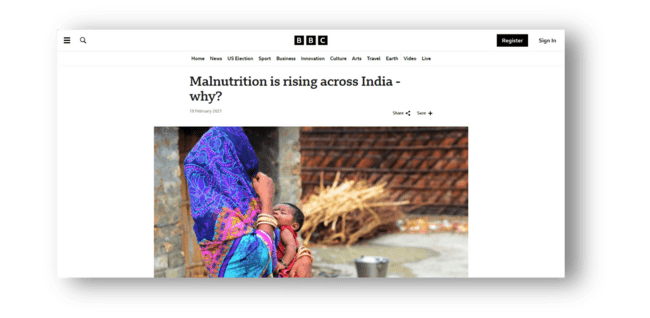 BBC
Register
Sign In
Home News US Election Sport Business Innovation Culture Arts Travel Earth Video Live
Malnutrition is rising across India -
why?
Share Save